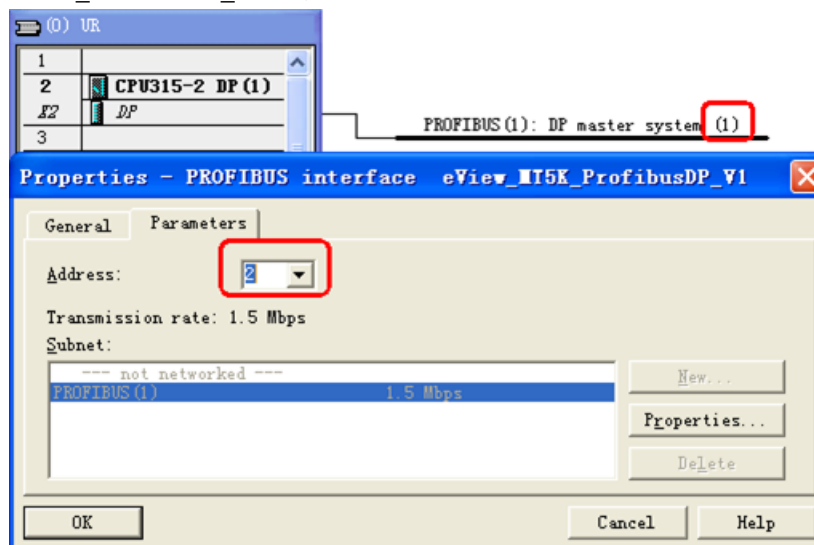 (0) UR
1
2 CPU315-2 DP(1)
X2 DP
3
PROFIBUS(1): DP master system (1)
Properties - PROFIBUS interface eView_MT5K_ProfibusDP_V1
General Parameters
Address: 2
Transmission rate: 1.5 Mbps
Subnet:
--- not networked ---
PROFIBUS(1) 1.5 Mbps
New...
Properties...
Delete
OK Cancel Help